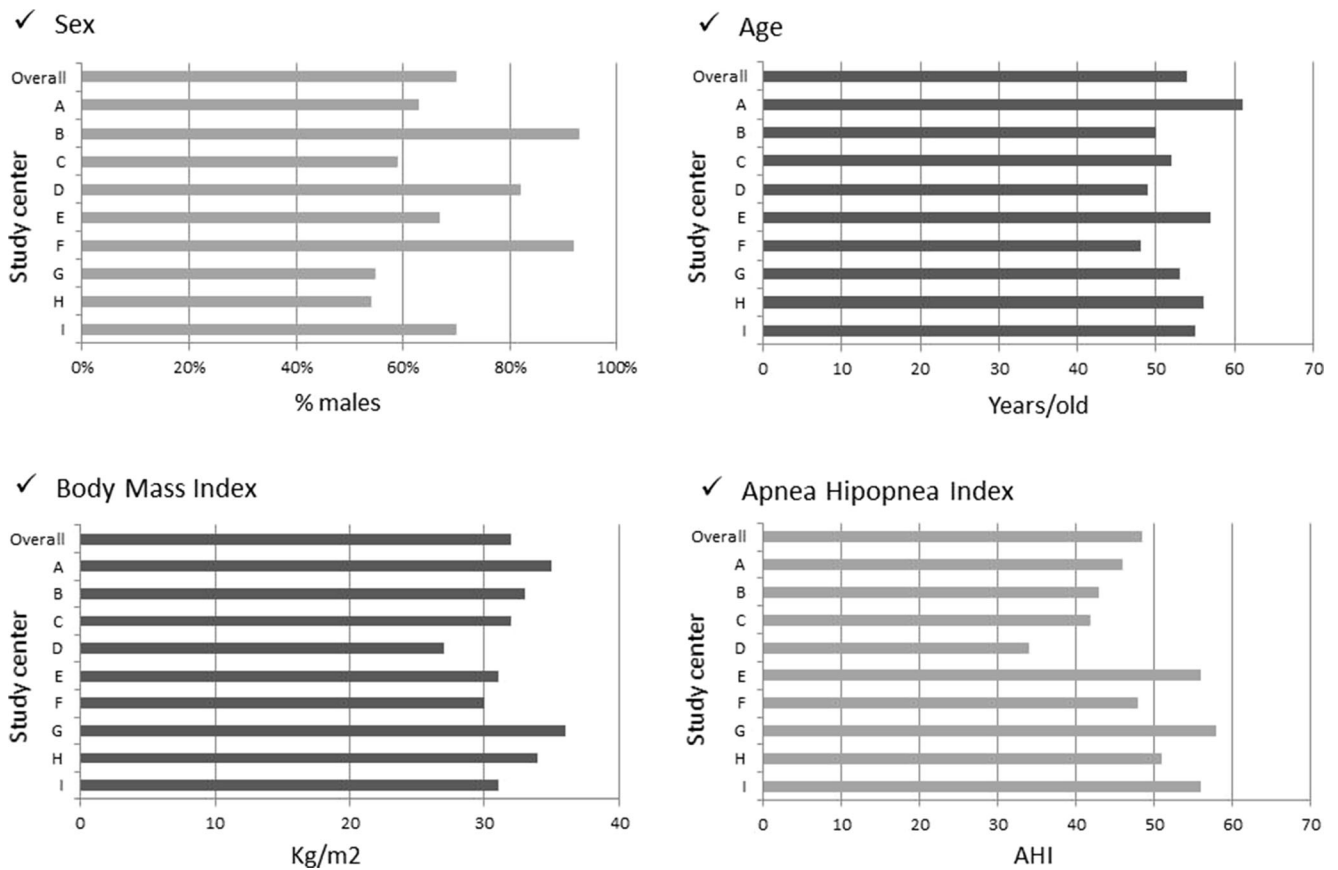 ✓ Sex
Study center
Overall
A
B
C
D
E
F
G
H
I
0% 20% 40% 60% 80% 100%
% males
✓ Age
Study center
Overall
A
B
C
D
E
F
G
H
I
0 10 20 30 40 50 60 70
Years/old
✓ Body Mass Index
Study center
Overall
A
B
C
D
E
F
G
H
I
0 10 20 30 40
Kg/m2
✓ Apnea Hipopnea Index
Study center
Overall
A
B
C
D
E
F
G
H
I
0 10 20 30 40 50 60 70
AHI